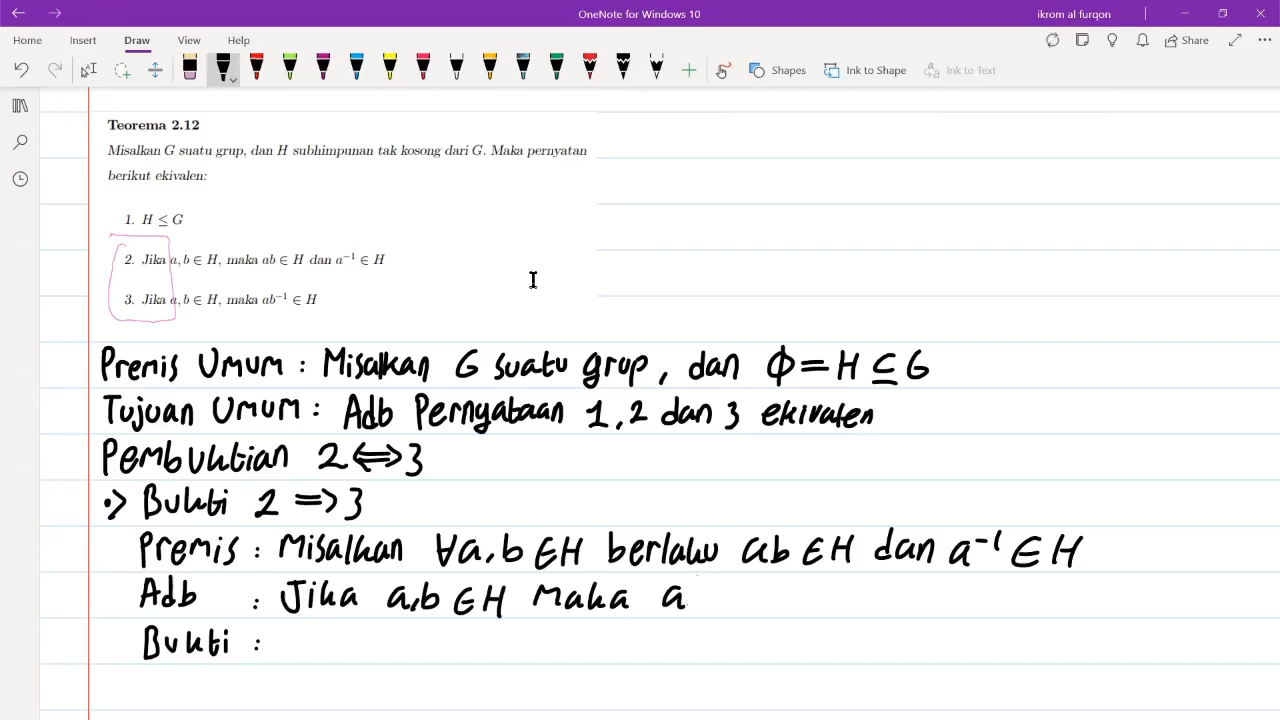 OneNote for Windows 10
ikrom al furqon
Home Insert Draw View Help
Share
Shapes
Ink to Shape
Ink to Text
Teorema 2.12
Misalkan G suatu grup, dan H subhimpunan tak kosong dari G. Maka pernyatan
berikut ekivalen:
1. H ≤ G
2. Jika a, b ∈ H, maka ab ∈ H dan a⁻¹ ∈ H
3. Jika a, b ∈ H, maka ab⁻¹ ∈ H
Premis Umum : Misalkan G suatu grup, dan ϕ = H ⊆ G
Tujuan Umum : Adb Pernyataan 1, 2 dan 3 ekivalen
Pembuktian 2 ⟺ 3
•> Bukti 2 => 3
Premis : Misalkan ∀a, b ∈ H berlaku ab ∈ H dan a⁻¹ ∈ H
Adb : Jika a, b ∈ H Maka a
Bukti :